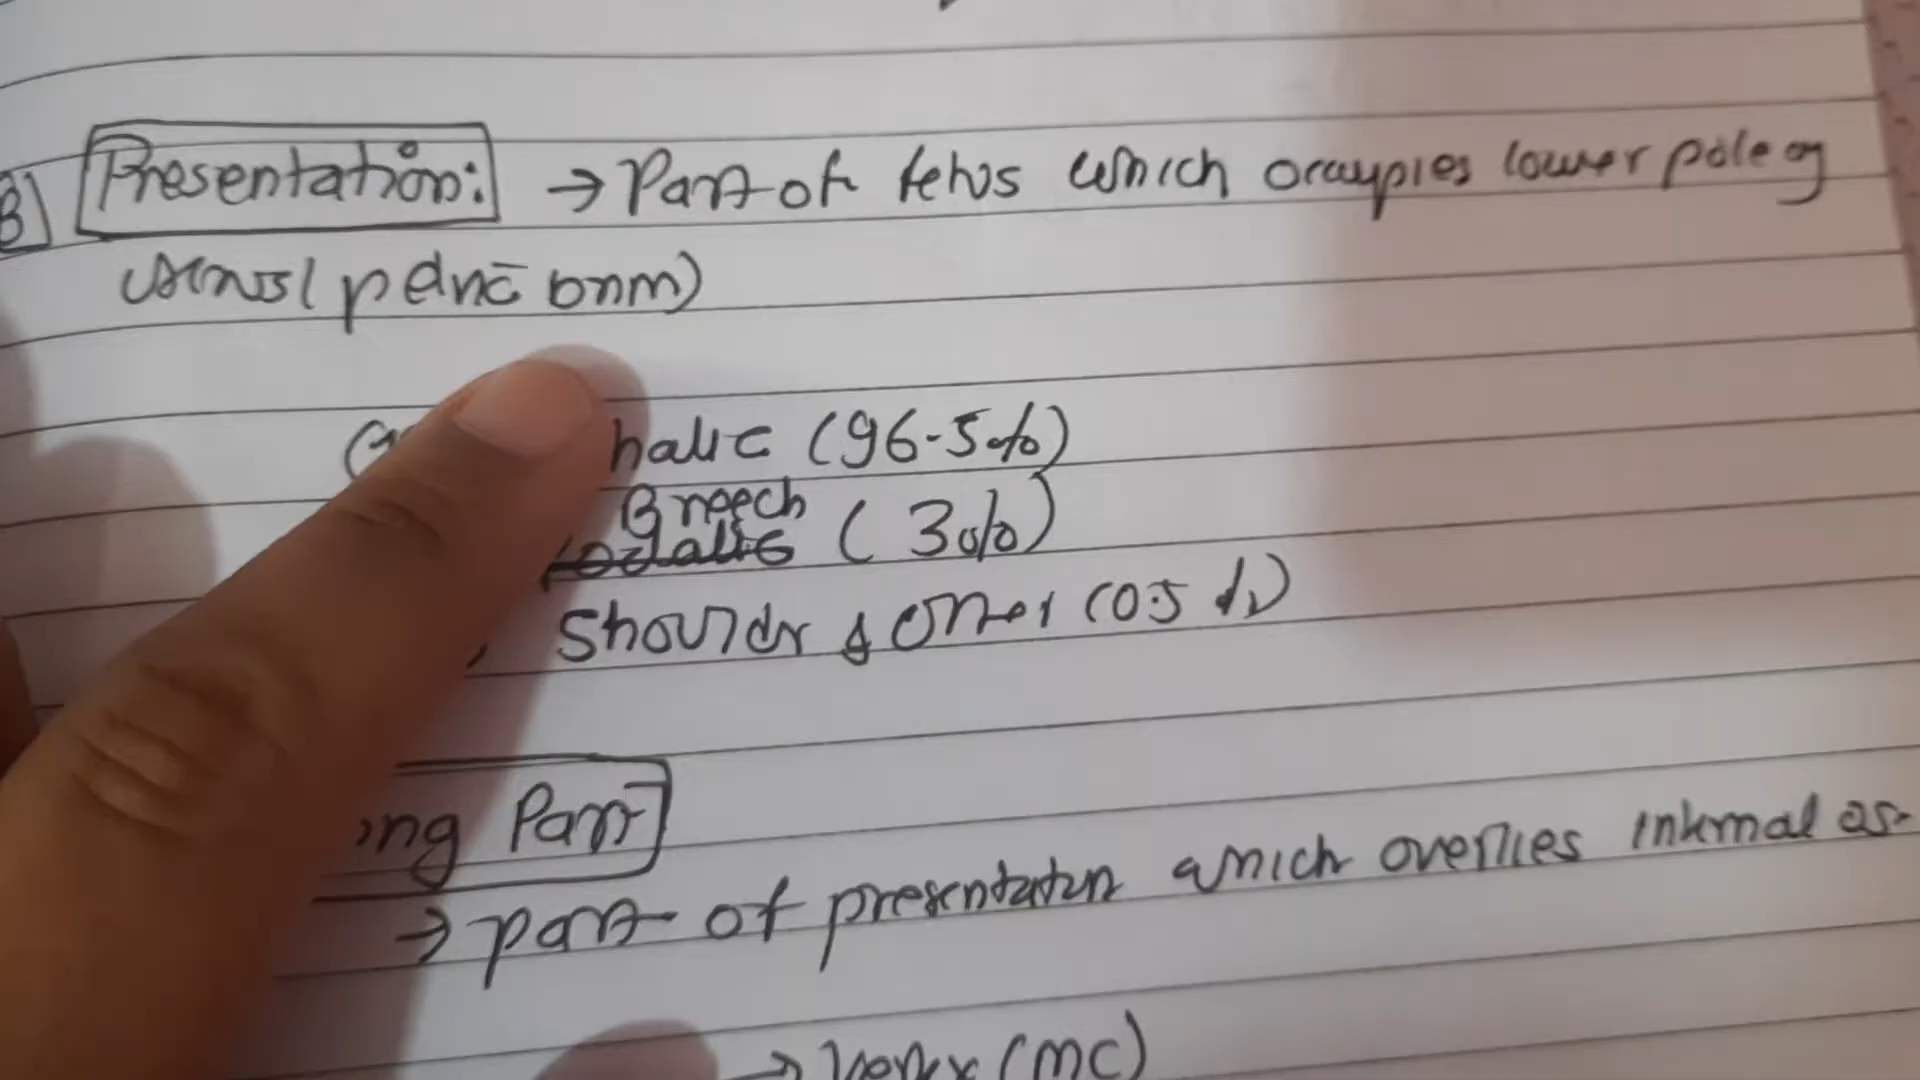 B) Presentation: → Part of fetus which occupies lower pole of
uterus (pelvic brim)
halic (96.5%)
Breech (3%)
Shoulder & other (0.5%)
ing Part
→ part of presentation which overlies internal os.
→ Vertex (MC)